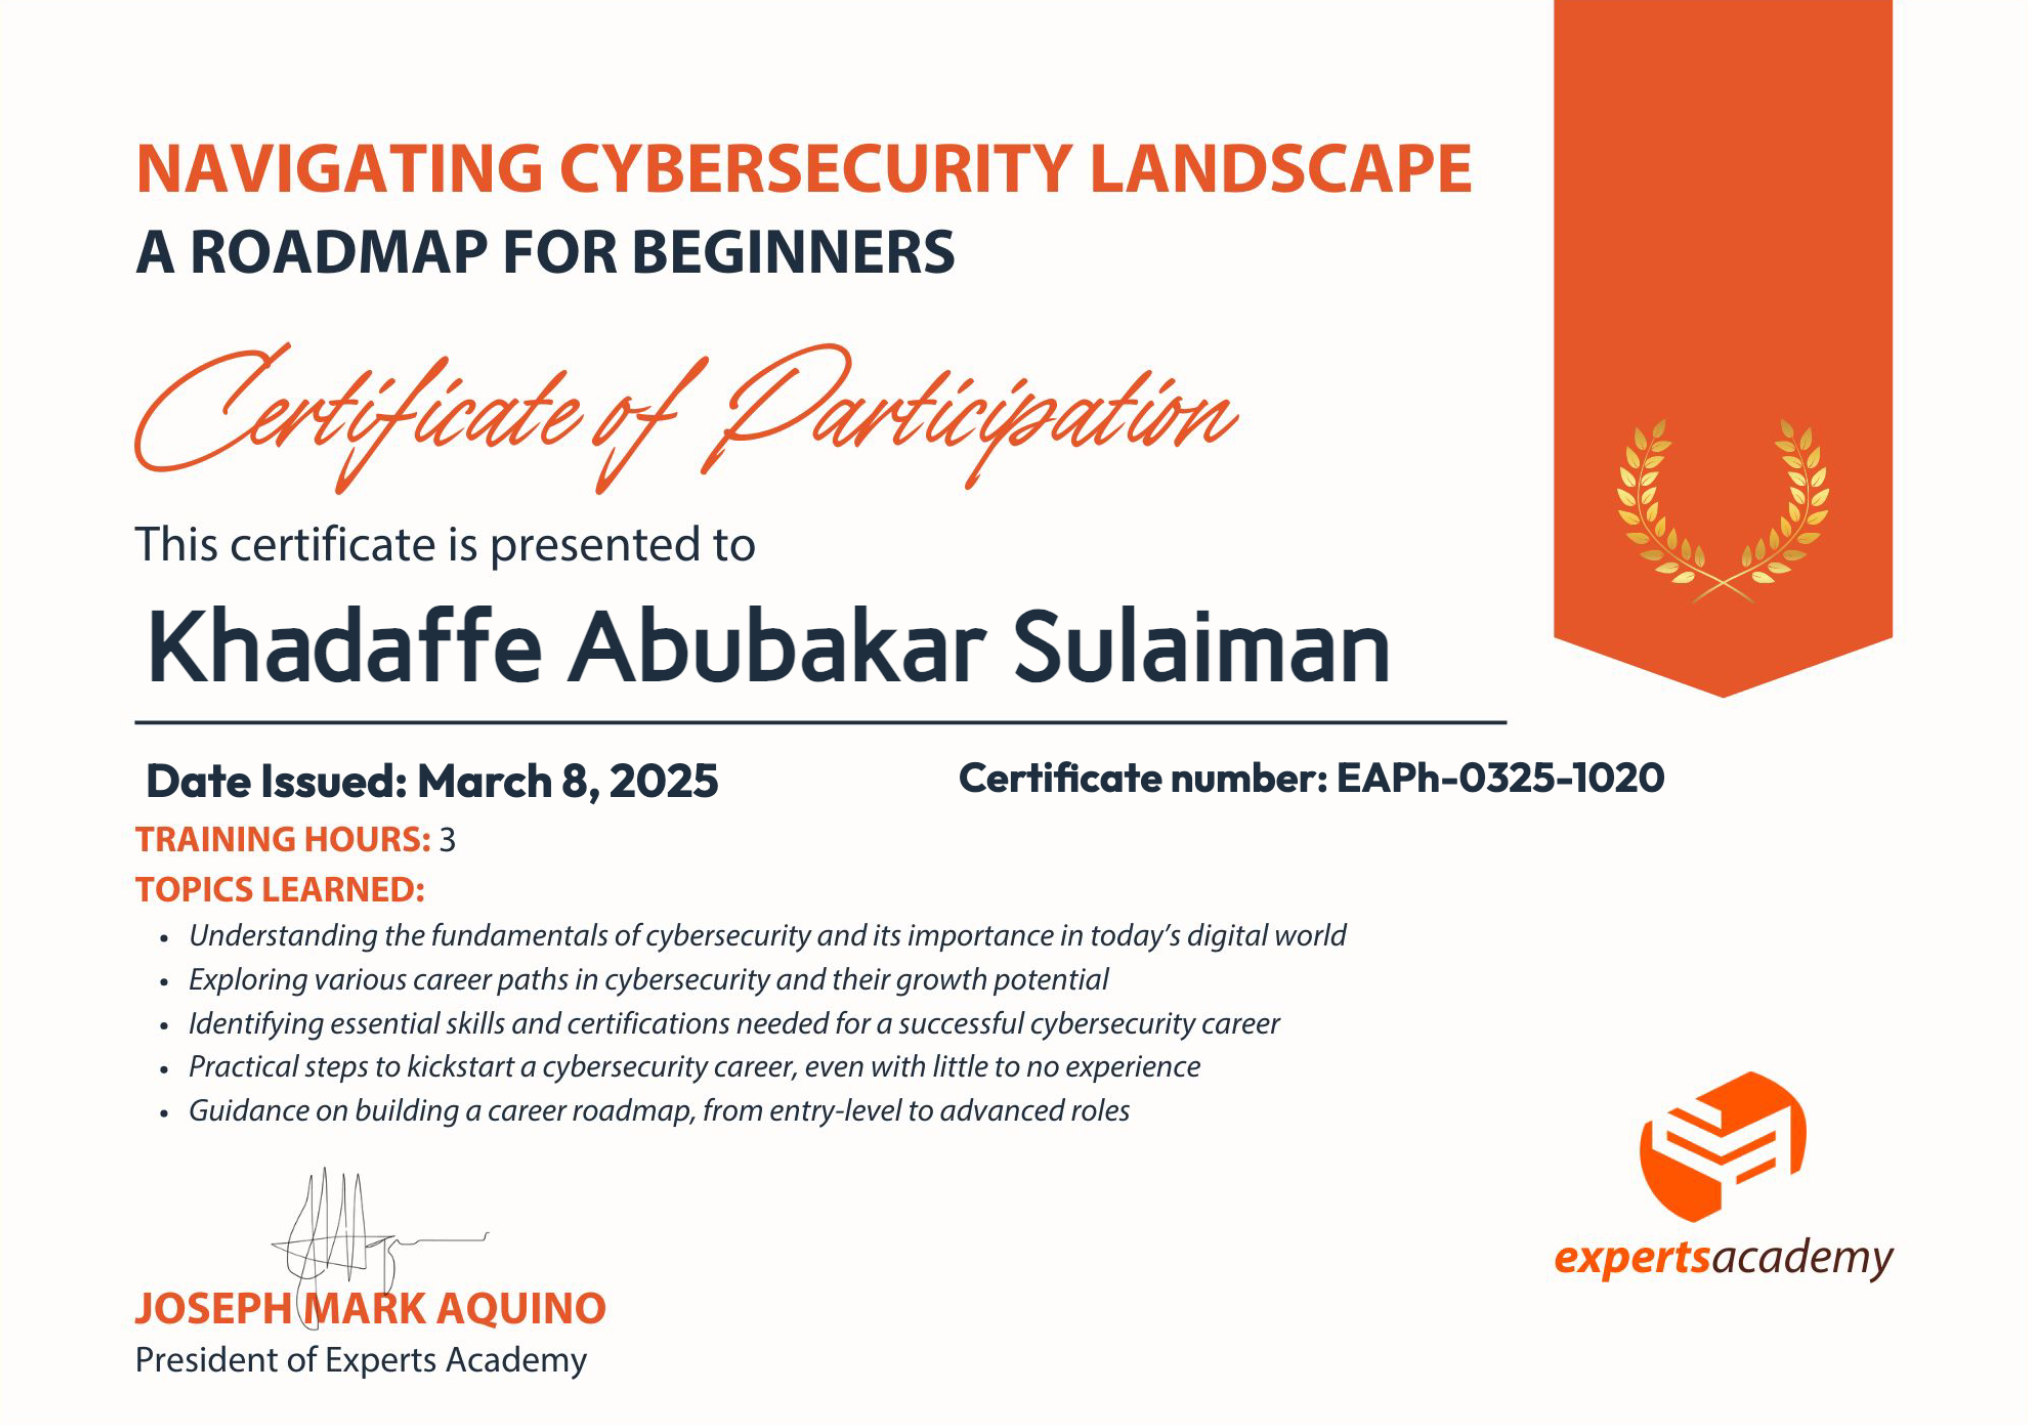 NAVIGATING CYBERSECURITY LANDSCAPE
A ROADMAP FOR BEGINNERS
Certificate of Participation
This certificate is presented to
Khadaffe Abubakar Sulaiman
Date Issued: March 8, 2025
Certificate number: EAPh-0325-1020
TRAINING HOURS: 3
TOPICS LEARNED:
• Understanding the fundamentals of cybersecurity and its importance in today’s digital world
• Exploring various career paths in cybersecurity and their growth potential
• Identifying essential skills and certifications needed for a successful cybersecurity career
• Practical steps to kickstart a cybersecurity career, even with little to no experience
• Guidance on building a career roadmap, from entry-level to advanced roles
JOSEPH MARK AQUINO
President of Experts Academy
expertsacademy